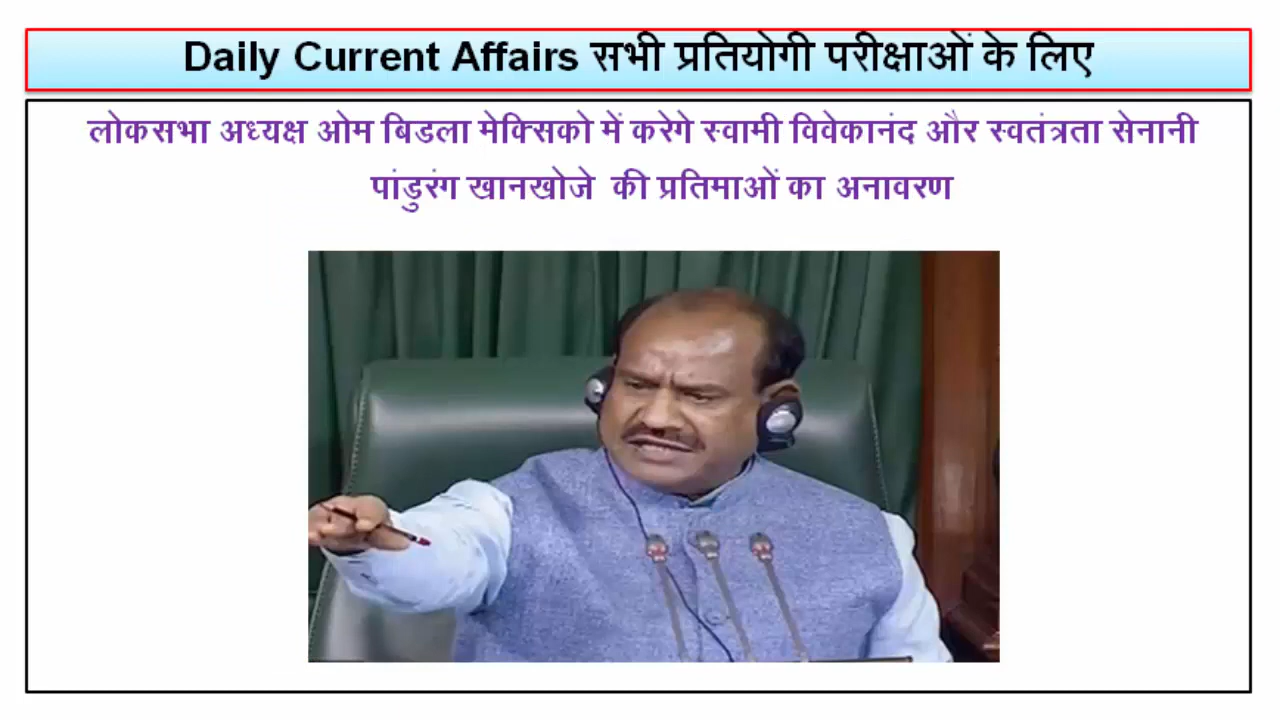 Daily Current Affairs सभी प्रतियोगी परीक्षाओं के लिए
लोकसभा अध्यक्ष ओम बिडला मेक्सिको में करेगे स्वामी विवेकानंद और स्वतंत्रता सेनानी
पांडुरंग खानखोजे की प्रतिमाओं का अनावरण